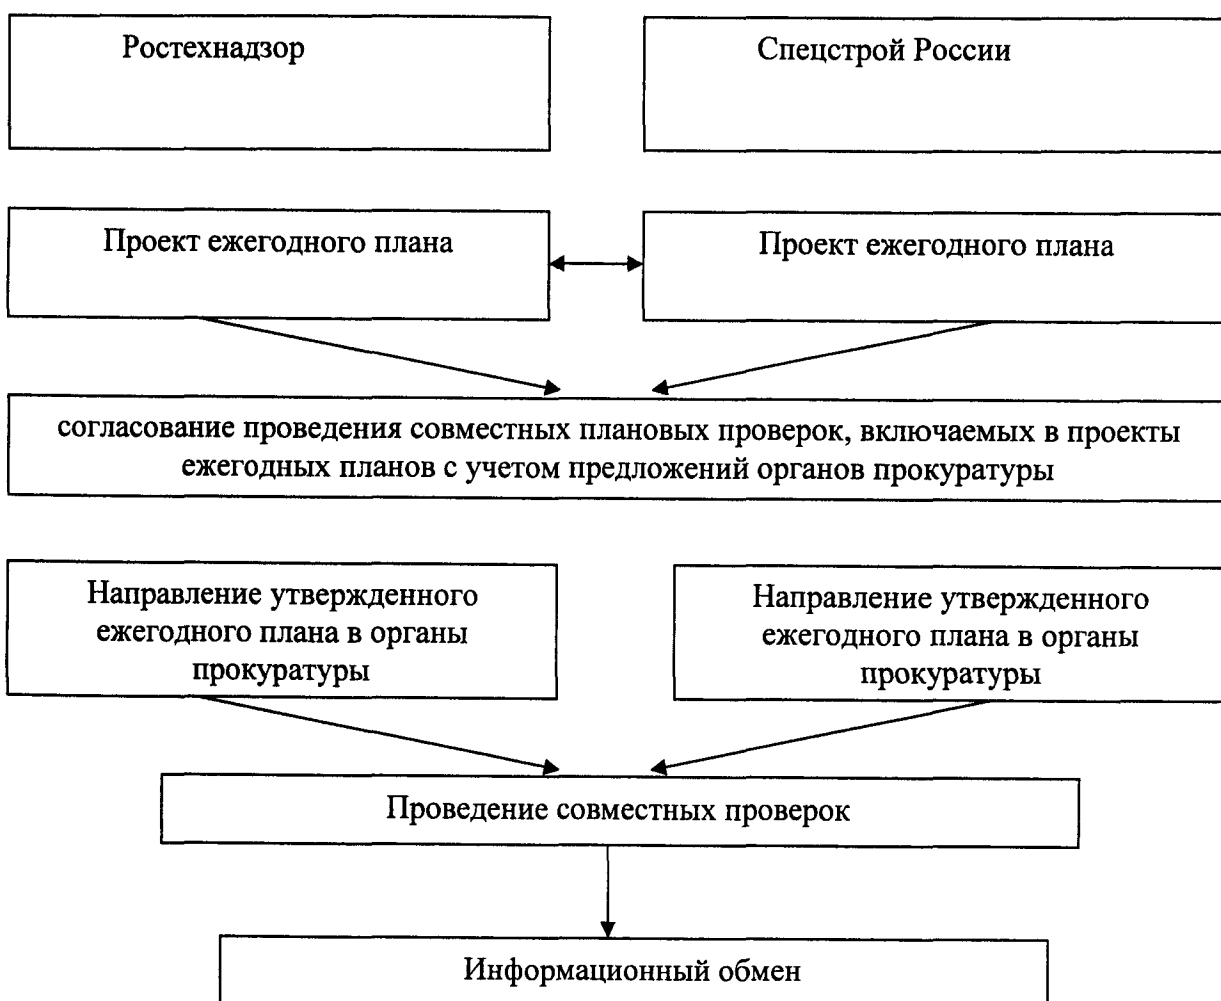 Ростехнадзор
Спецстрой России
Проект ежегодного плана
Проект ежегодного плана
согласование проведения совместных плановых проверок, включаемых в проекты
ежегодных планов с учетом предложений органов прокуратуры
Направление утвержденного
ежегодного плана в органы
прокуратуры
Направление утвержденного
ежегодного плана в органы
прокуратуры
Проведение совместных проверок
Информационный обмен